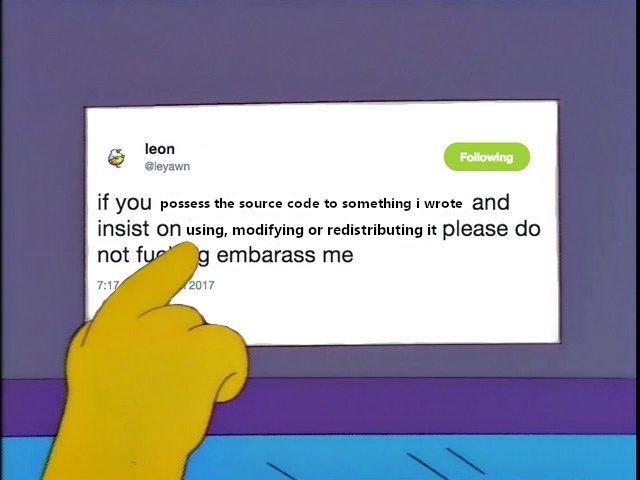 leon
@leyawn
Following
if you possess the source code to something i wrote and
insist on using, modifying or redistributing it please do
not embarass me
7:17 2017